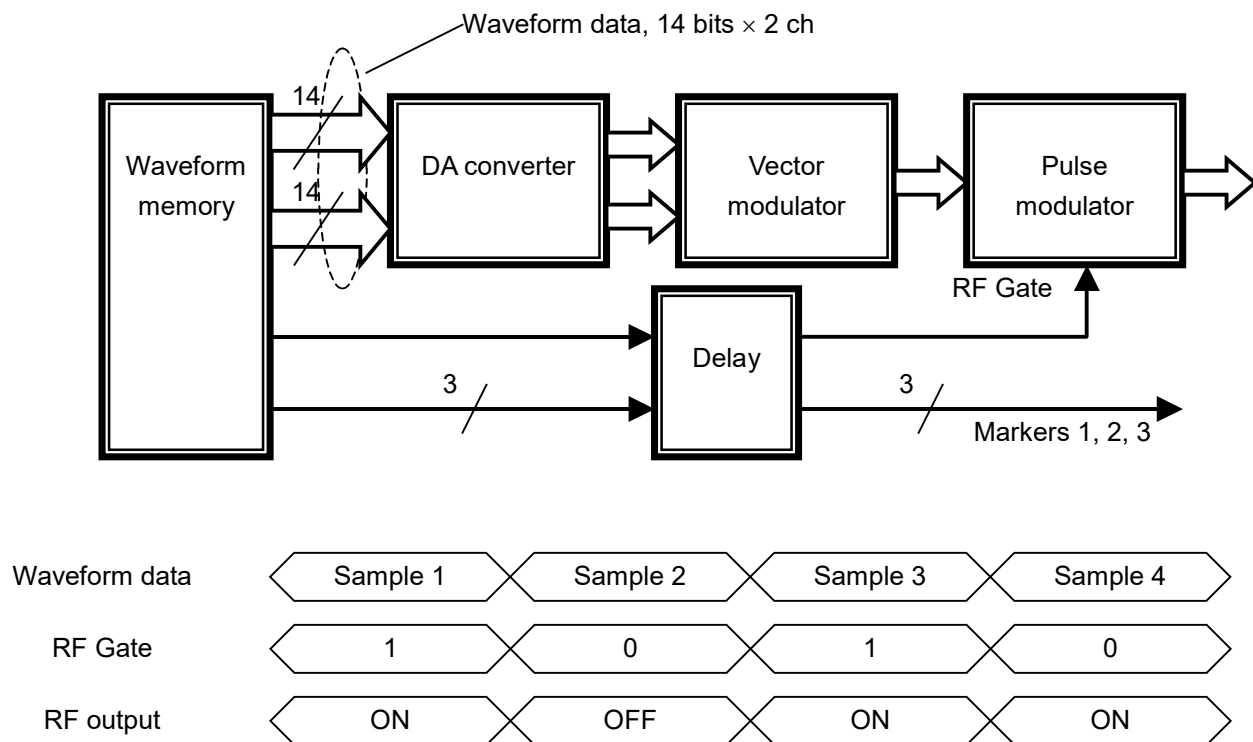 Waveform data, 14 bits × 2 ch
14
Waveform
memory
DA converter
Vector
modulator
Pulse
modulator
14
RF Gate
Delay
3
3
Markers 1, 2, 3
Waveform data Sample 1 Sample 2 Sample 3 Sample 4
RF Gate 1 0 1 0
RF output ON OFF ON ON